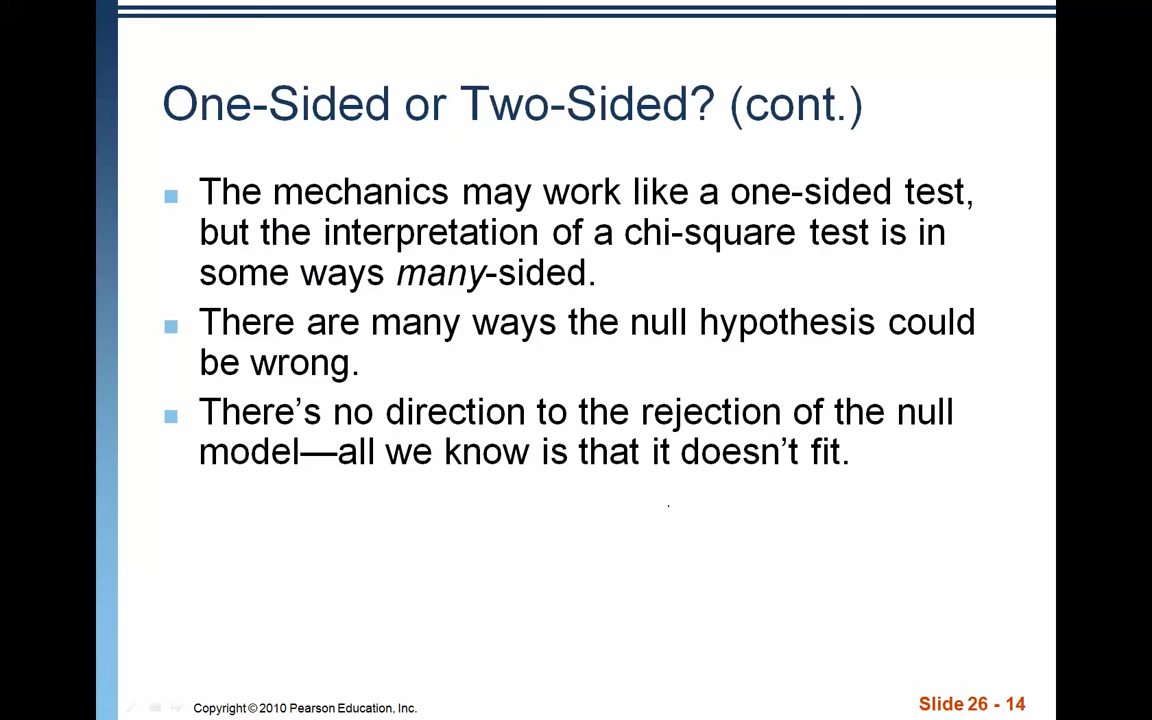 One-Sided or Two-Sided? (cont.)
The mechanics may work like a one-sided test,
but the interpretation of a chi-square test is in
some ways many-sided.
There are many ways the null hypothesis could
be wrong.
There’s no direction to the rejection of the null
model—all we know is that it doesn’t fit.
Copyright © 2010 Pearson Education, Inc.
Slide 26 - 14